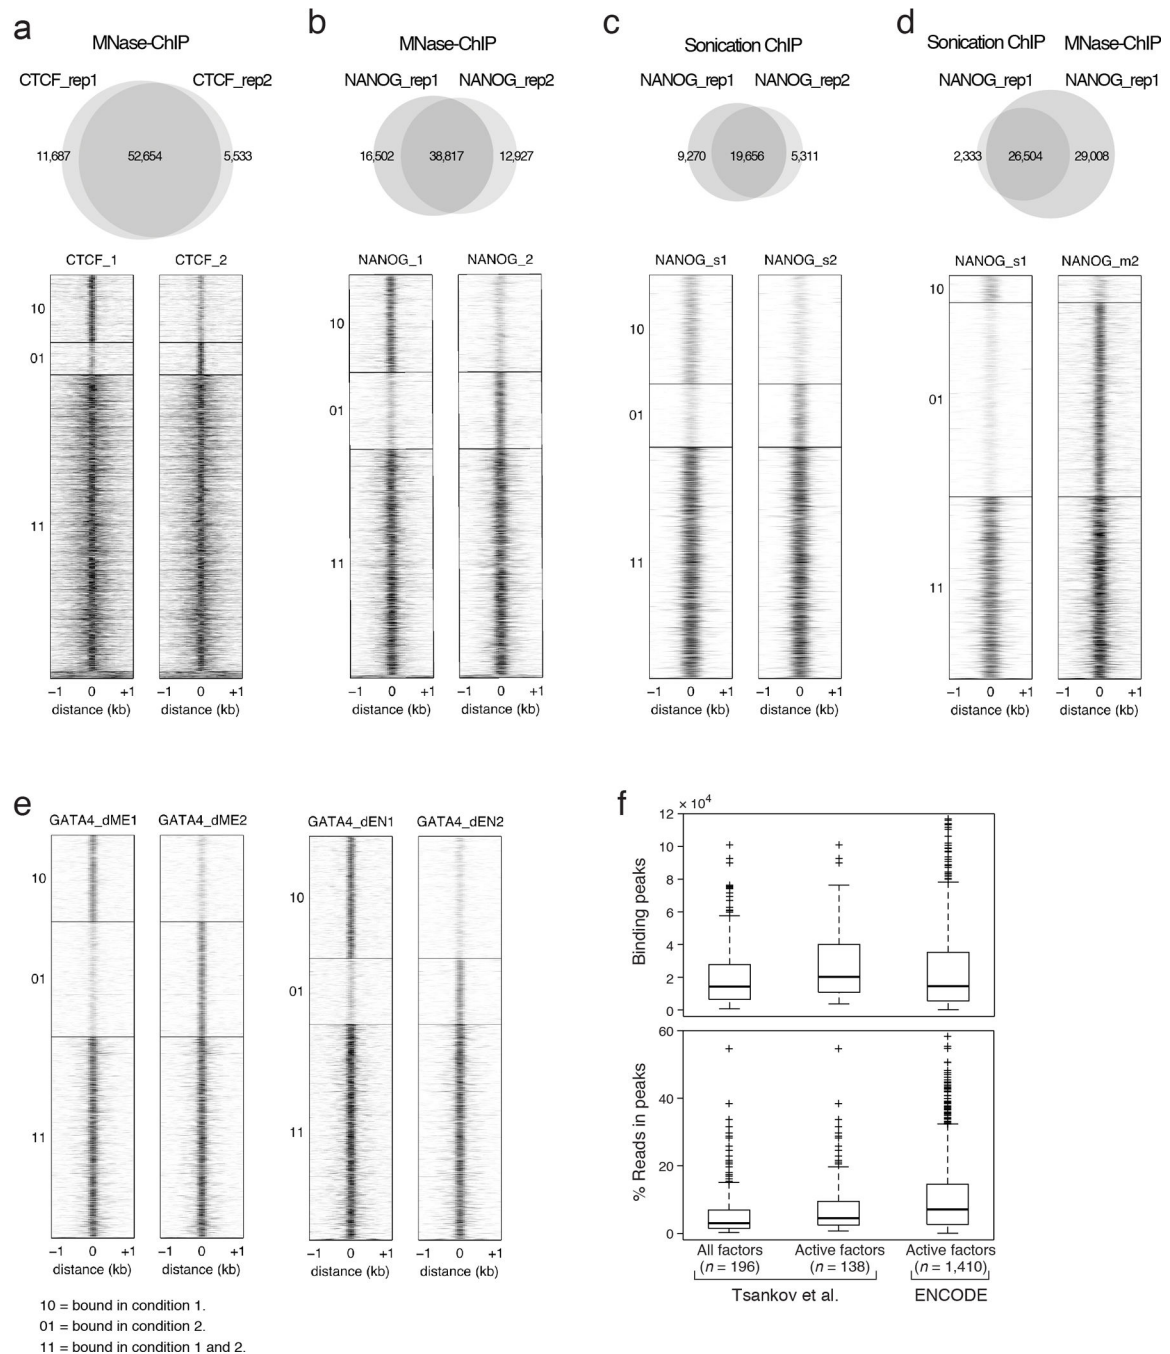 a
MNase-ChIP
CTCF_rep1 CTCF_rep2
11,687 52,654 5,533
CTCF_1 CTCF_2
10
01
11
−1 0 +1 −1 0 +1
distance (kb) distance (kb)
b
MNase-ChIP
NANOG_rep1 NANOG_rep2
16,502 38,817 12,927
NANOG_1 NANOG_2
10
01
11
−1 0 +1 −1 0 +1
distance (kb) distance (kb)
c
Sonication ChIP
NANOG_rep1 NANOG_rep2
9,270 19,656 5,311
NANOG_s1 NANOG_s2
10
01
11
−1 0 +1 −1 0 +1
distance (kb) distance (kb)
d
Sonication ChIP MNase-ChIP
NANOG_rep1 NANOG_rep1
2,333 26,504 29,008
NANOG_s1 NANOG_m2
10
01
11
−1 0 +1 −1 0 +1
distance (kb) distance (kb)
e
GATA4_dME1 GATA4_dME2
10
01
11
−1 0 +1 −1 0 +1
distance (kb) distance (kb)
GATA4_dEN1 GATA4_dEN2
10
01
11
−1 0 +1 −1 0 +1
distance (kb) distance (kb)
10 = bound in condition 1.
01 = bound in condition 2.
11 = bound in condition 1 and 2.
f
× 10⁴
12
10
8
6
4
2
0
Binding peaks
60
40
20
0
% Reads in peaks
All factors Active factors Active factors
(n = 196) (n = 138) (n = 1,410)
Tsankov et al. ENCODE